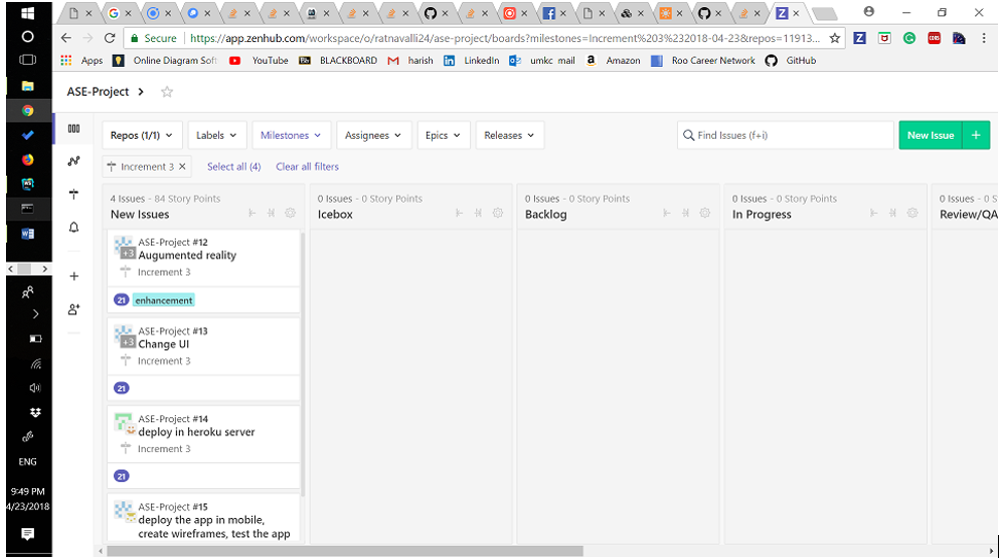 Secure
https://app.zenhub.com/workspace/o/ratnavalli24/ase-project/boards?milestones=Increment%203%232018-04-23&repos=11913
Apps Online Diagram Soft YouTube BLACKBOARD harish LinkedIn umkc mail Amazon Roo Career Network GitHub
ASE-Project
Repos (1/1) Labels Milestones Assignees Epics Releases Find Issues (f+i) New Issue +
Increment 3 × Select all (4) Clear all filters
4 Issues - 84 Story Points
New Issues
0 Issues - 0 Story Points
Icebox
0 Issues - 0 Story Points
Backlog
0 Issues - 0 Story Points
In Progress
0 Issues - 0 S
Review/QA
ASE-Project #12
+3
Augumented reality
Increment 3
21 enhancement
ASE-Project #13
+3
Change UI
Increment 3
21
ASE-Project #14
deploy in heroku server
Increment 3
21
ASE-Project #15
deploy the app in mobile,
create wireframes, test the app
ENG
9:49 PM
4/23/2018